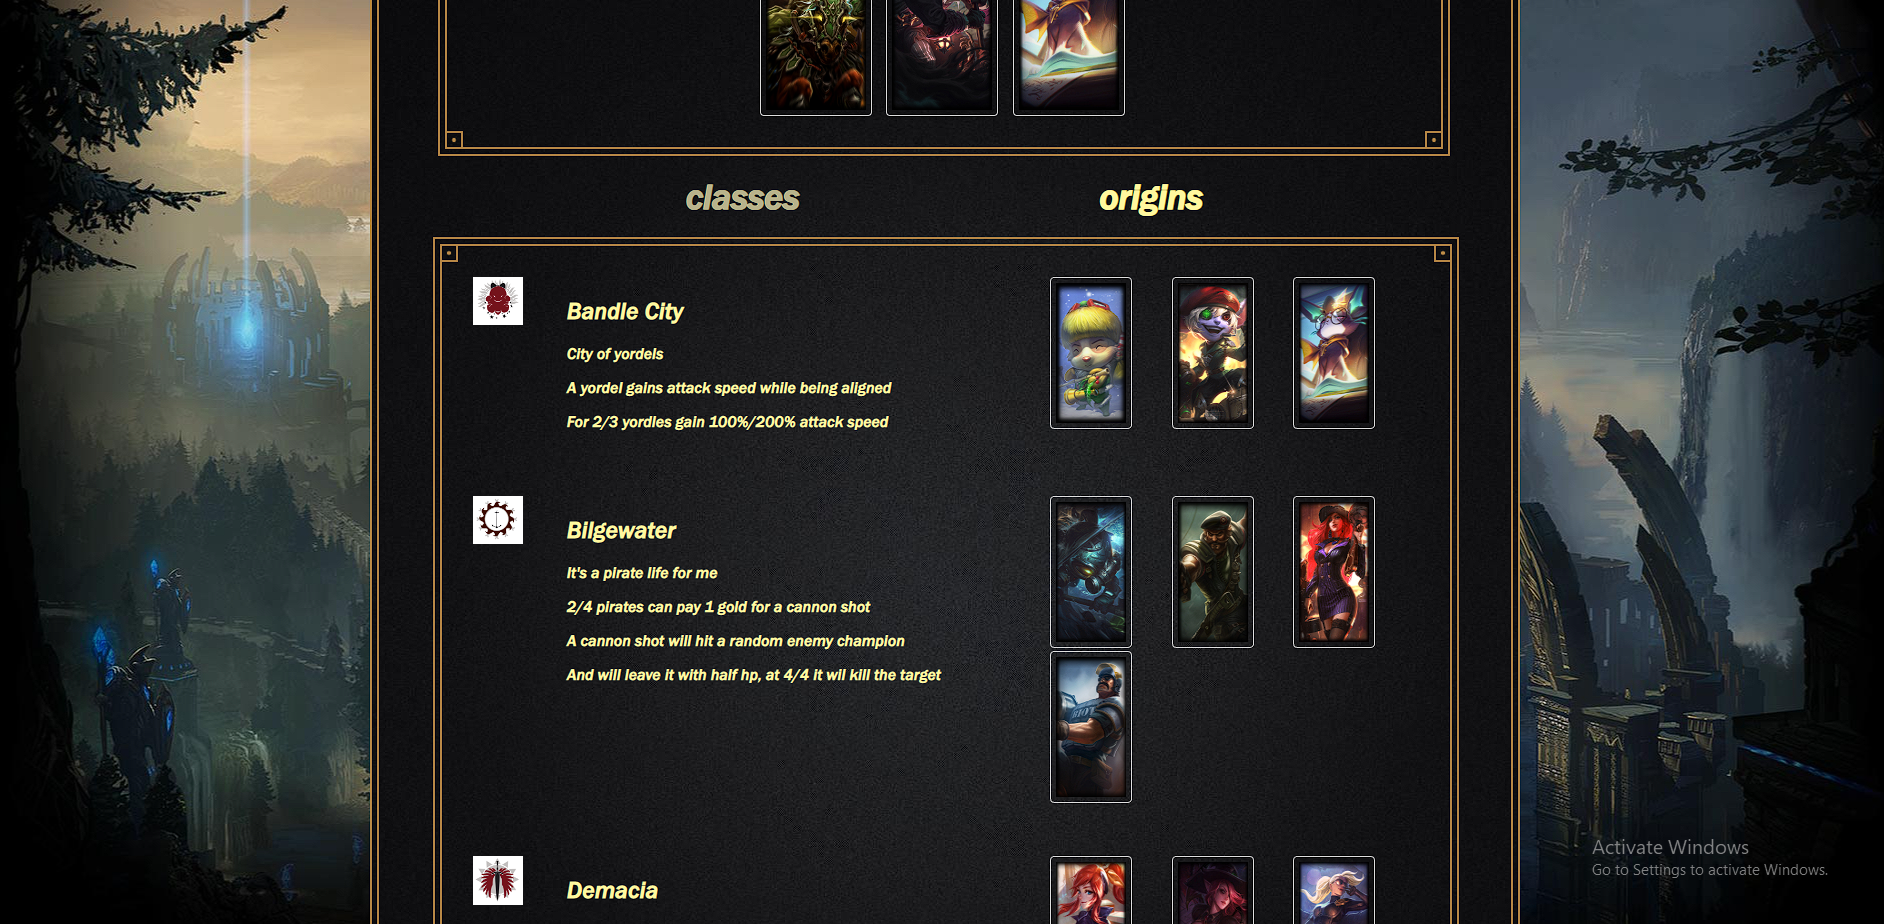 classes
origins
Bandle City
City of yordels
A yordel gains attack speed while being aligned
For 2/3 yordles gain 100%/200% attack speed
Bilgewater
It's a pirate life for me
2/4 pirates can pay 1 gold for a cannon shot
A cannon shot will hit a random enemy champion
And will leave it with half hp, at 4/4 it wil kill the target
Demacia
Activate Windows
Go to Settings to activate Windows.